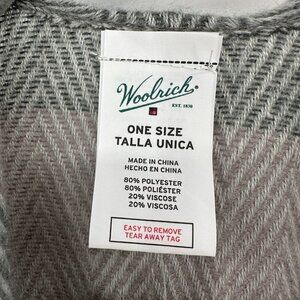 Woolrich
EST. 1830
ONE SIZE
TALLA UNICA
MADE IN CHINA
HECHO EN CHINA
80% POLYESTER
80% POLIÉSTER
20% VISCOSE
20% VISCOSA
EASY TO REMOVE
TEAR AWAY TAG